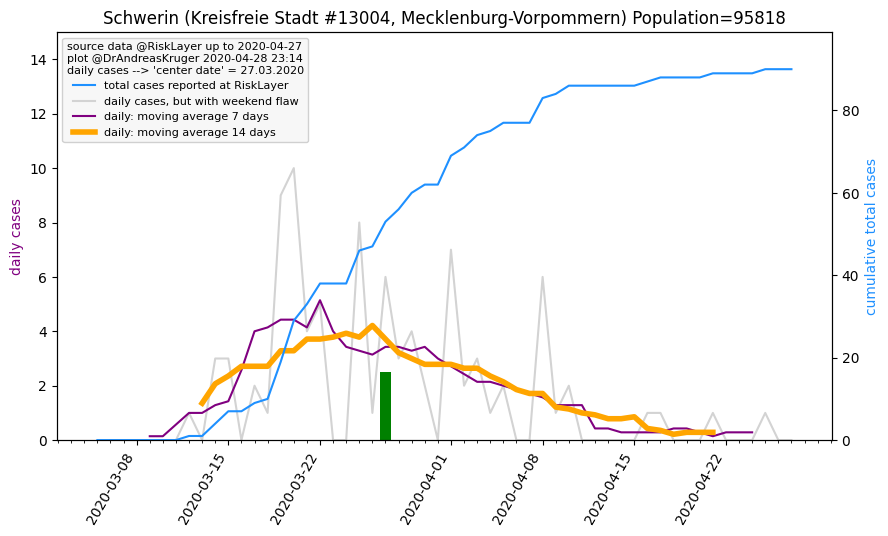 Schwerin (Kreisfreie Stadt #13004, Mecklenburg-Vorpommern) Population=95818
source data @RiskLayer up to 2020-04-27
plot @DrAndreasKruger 2020-04-28 23:14
daily cases --> 'center date' = 27.03.2020
total cases reported at RiskLayer
daily cases, but with weekend flaw
daily: moving average 7 days
daily: moving average 14 days
14
12
10
8
6
4
2
0
daily cases
80
60
40
20
0
cumulative total cases
2020-03-08
2020-03-15
2020-03-22
2020-04-01
2020-04-08
2020-04-15
2020-04-22